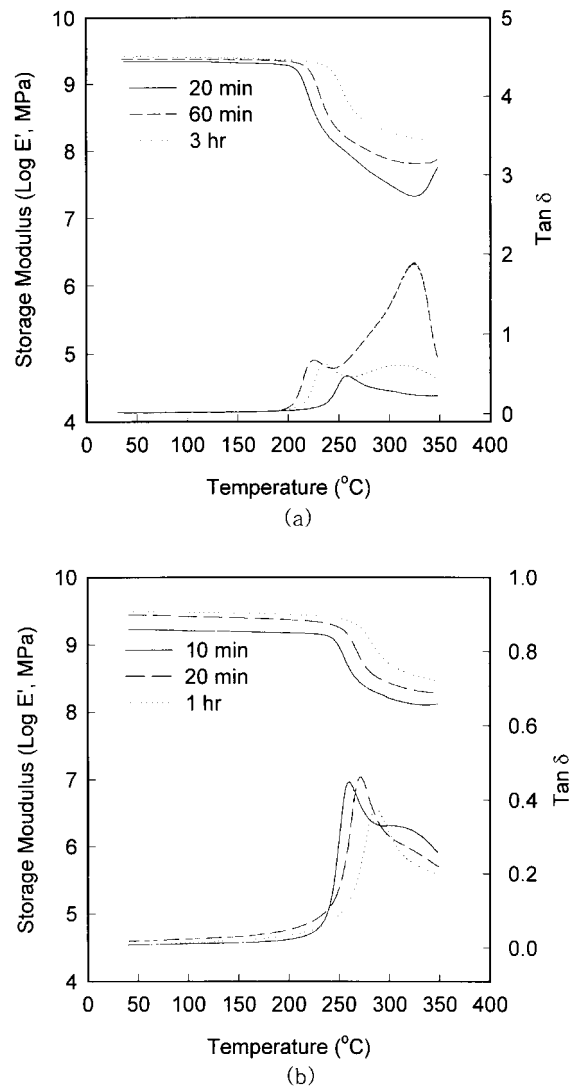 10
9
8
7
6
5
4
5
4
3
2
1
0
20 min
60 min
3 hr
Storage Modulus (Log E', MPa)
Tan δ
0 50 100 150 200 250 300 350 400
Temperature (°C)
(a)
10
9
8
7
6
5
4
1.0
0.8
0.6
0.4
0.2
0.0
10 min
20 min
1 hr
Storage Moudulus (Log E', MPa)
Tan δ
0 50 100 150 200 250 300 350 400
Temperature (°C)
(b)